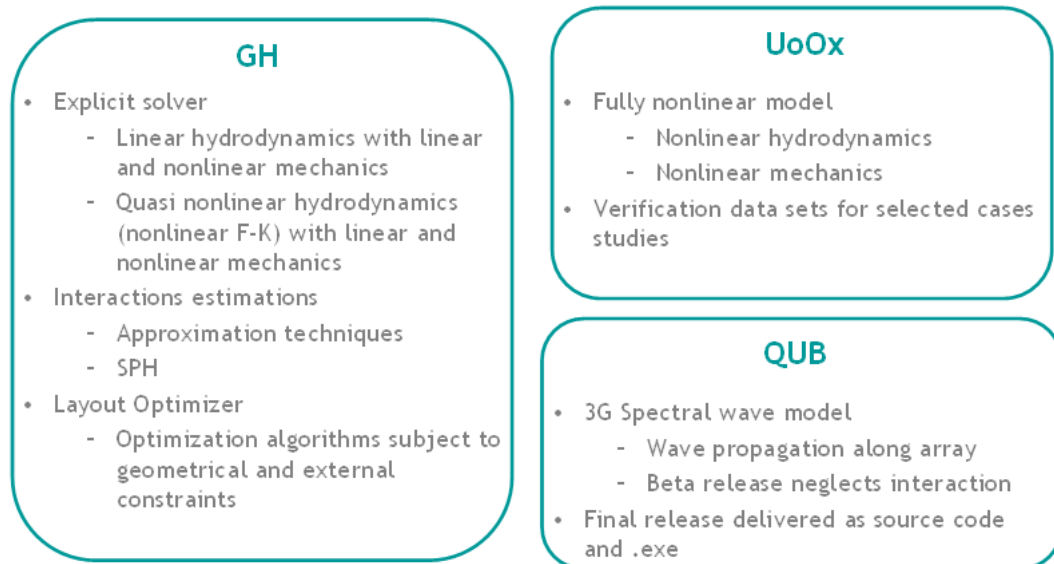 GH
• Explicit solver
- Linear hydrodynamics with linear
and nonlinear mechanics
- Quasi nonlinear hydrodynamics
(nonlinear F-K) with linear and
nonlinear mechanics
• Interactions estimations
- Approximation techniques
- SPH
• Layout Optimizer
- Optimization algorithms subject to
geometrical and external
constraints
UoOx
• Fully nonlinear model
- Nonlinear hydrodynamics
- Nonlinear mechanics
• Verification data sets for selected cases
studies
QUB
• 3G Spectral wave model
- Wave propagation along array
- Beta release neglects interaction
• Final release delivered as source code
and .exe